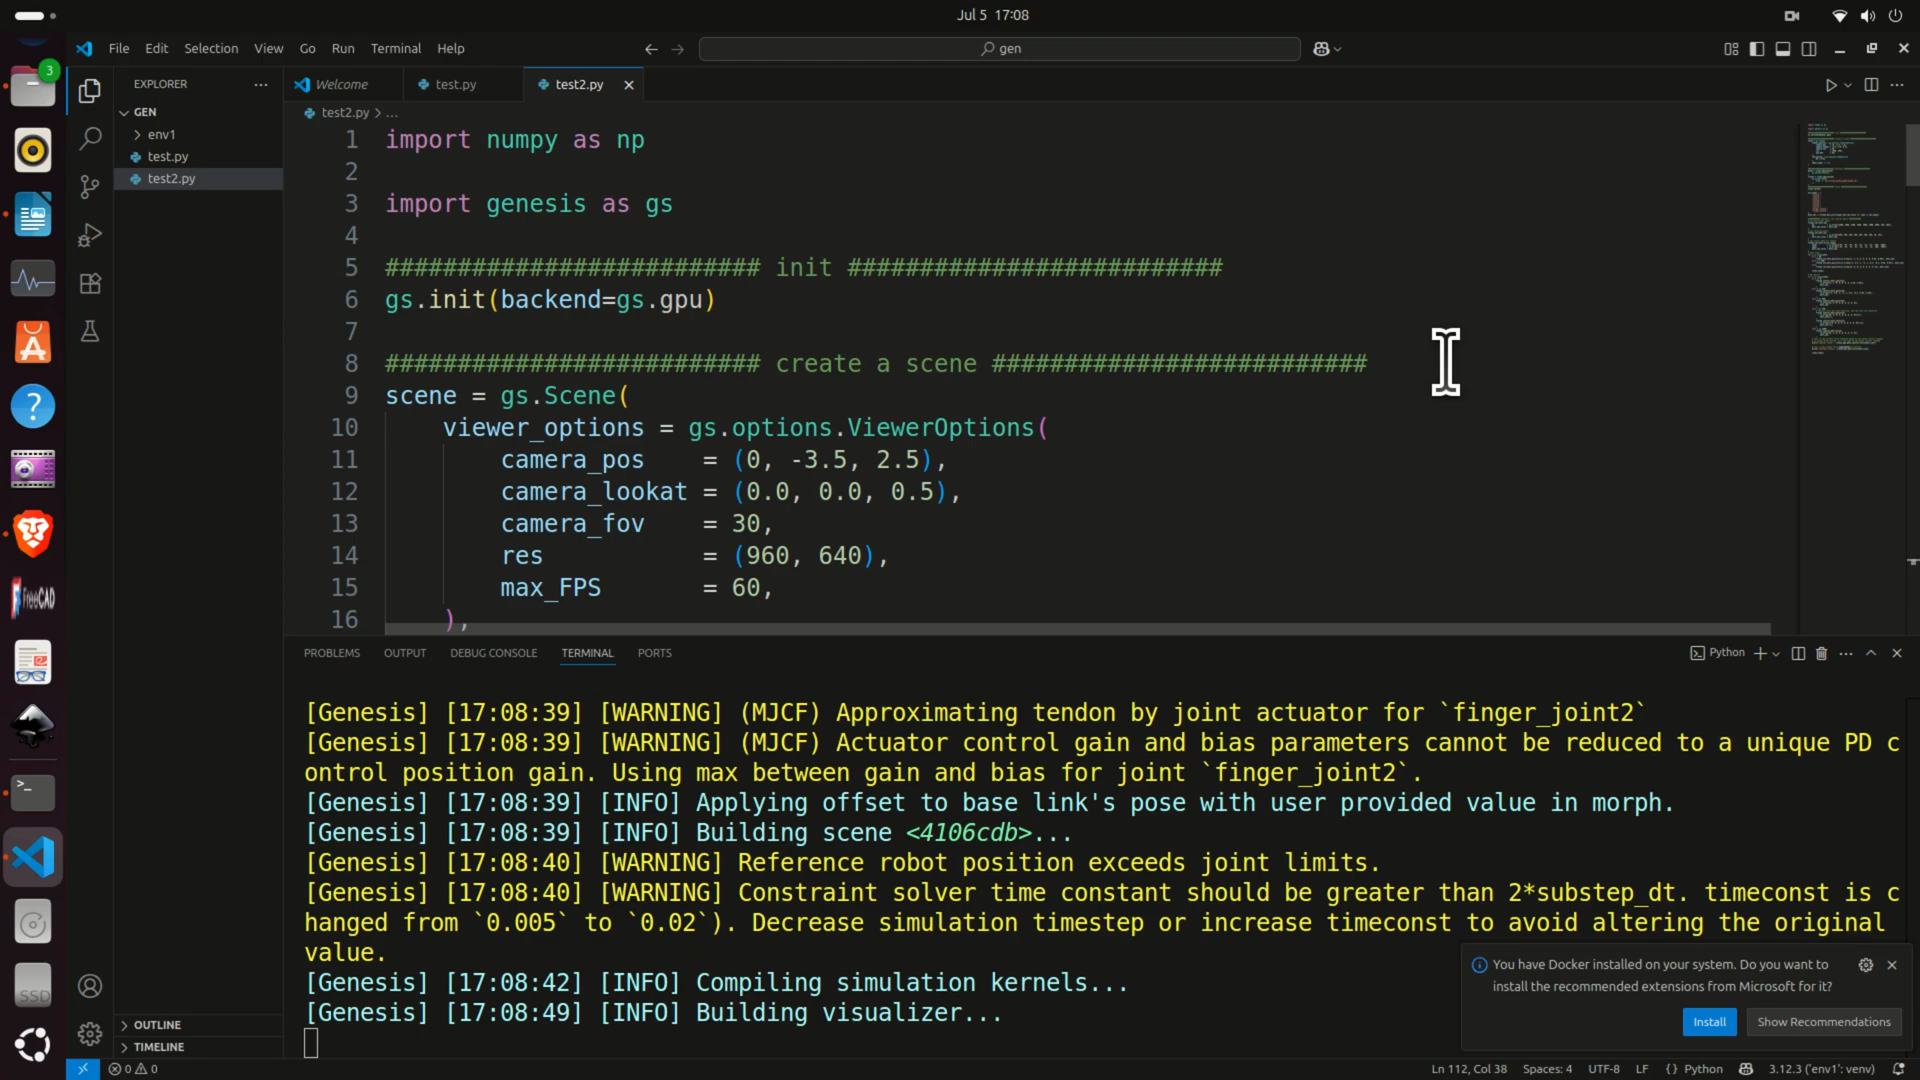 Jul 5 17:08
File Edit Selection View Go Run Terminal Help
gen
3
EXPLORER
Welcome
test.py
test2.py
GEN
test2.py > ...
env1
test.py
test2.py
1 import numpy as np
2
3 import genesis as gs
4
5 ########################## init ##########################
6 gs.init(backend=gs.gpu)
7
8 ########################## create a scene ##########################
9 scene = gs.Scene(
10 viewer_options = gs.options.ViewerOptions(
11 camera_pos = (0, -3.5, 2.5),
12 camera_lookat = (0.0, 0.0, 0.5),
13 camera_fov = 30,
14 res = (960, 640),
15 max_FPS = 60,
16 ),
FreeCAD
PROBLEMS OUTPUT DEBUG CONSOLE TERMINAL PORTS
Python
[Genesis] [17:08:39] [WARNING] (MJCF) Approximating tendon by joint actuator for `finger_joint2`
[Genesis] [17:08:39] [WARNING] (MJCF) Actuator control gain and bias parameters cannot be reduced to a unique PD c
ontrol position gain. Using max between gain and bias for joint `finger_joint2`.
[Genesis] [17:08:39] [INFO] Applying offset to base link's pose with user provided value in morph.
[Genesis] [17:08:39] [INFO] Building scene <4106cdb>...
[Genesis] [17:08:40] [WARNING] Reference robot position exceeds joint limits.
[Genesis] [17:08:40] [WARNING] Constraint solver time constant should be greater than 2*substep_dt. timeconst is c
hanged from `0.005` to `0.02`). Decrease simulation timestep or increase timeconst to avoid altering the original
value.
[Genesis] [17:08:42] [INFO] Compiling simulation kernels...
[Genesis] [17:08:49] [INFO] Building visualizer...
You have Docker installed on your system. Do you want to
install the recommended extensions from Microsoft for it?
Install
Show Recommendations
SSD
OUTLINE
TIMELINE
0 0
Ln 112, Col 38 Spaces: 4 UTF-8 LF {} Python 3.12.3 ('env1': venv)